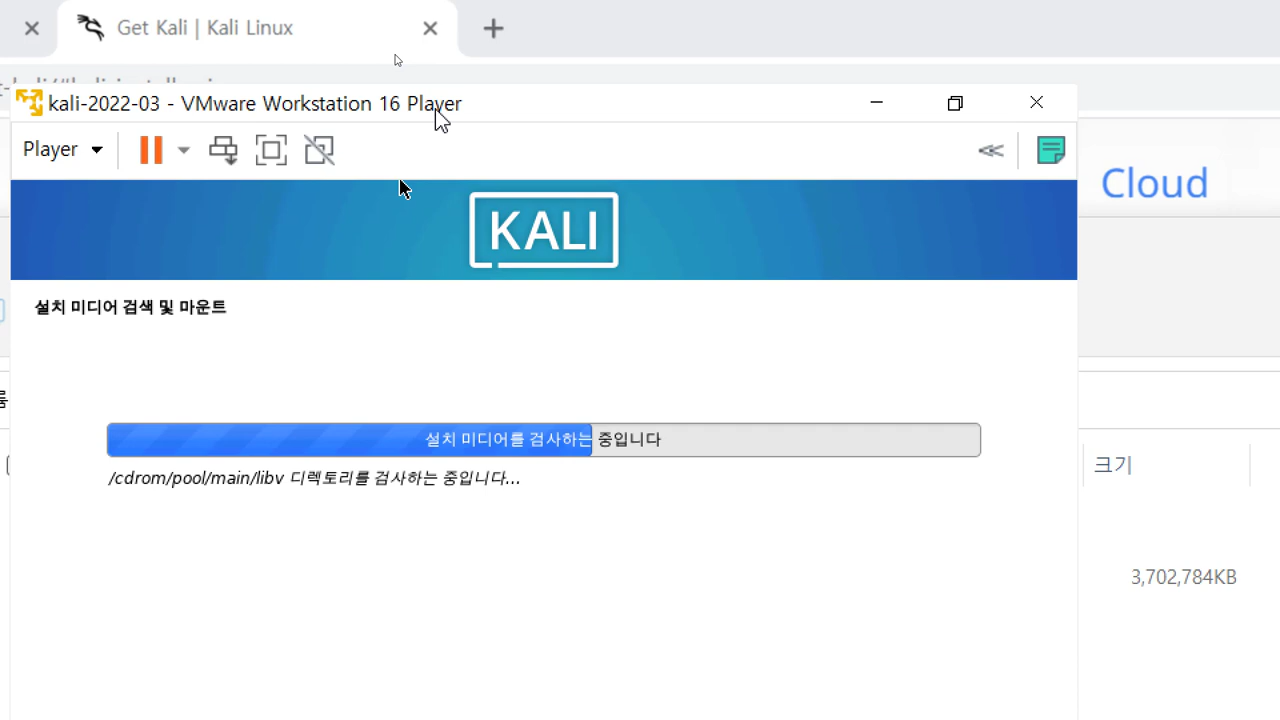 Get Kali | Kali Linux
kali-2022-03 - VMware Workstation 16 Player
Player
Cloud
KALI
설치 미디어 검색 및 마운트
설치 미디어를 검사하는 중입니다
/cdrom/pool/main/libv 디렉토리를 검사하는 중입니다...
크기
3,702,784KB